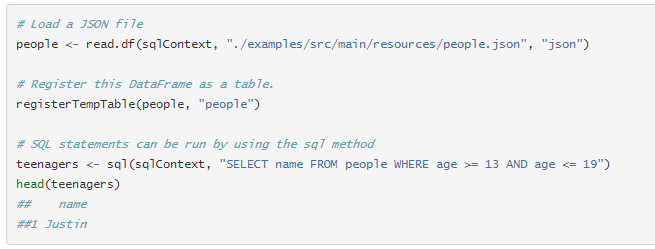 # Load a JSON file
people <- read.df(sqlContext, "./examples/src/main/resources/people.json", "json")
# Register this DataFrame as a table.
registerTempTable(people, "people")
# SQL statements can be run by using the sql method
teenagers <- sql(sqlContext, "SELECT name FROM people WHERE age >= 13 AND age <= 19")
head(teenagers)
##    name
##1 Justin